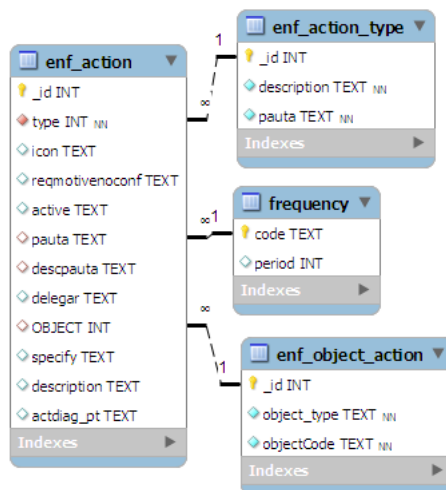 enf_action
_id INT
type INT NN
icon TEXT
reqmotivenoconf TEXT
active TEXT
pauta TEXT
descpauta TEXT
delegar TEXT
OBJECT INT
specify TEXT
description TEXT
actdiag_pt TEXT
Indexes
1
∞
enf_action_type
_id INT
description TEXT NN
pauta TEXT NN
Indexes
∞1
frequency
code TEXT
period INT
Indexes
∞
1
enf_object_action
_id INT
object_type TEXT NN
objectCode TEXT NN
Indexes